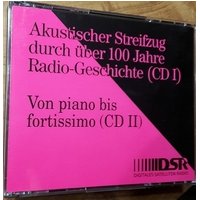 Akustischer Streifzug
durch über 100 Jahre
Radio-Geschichte (CD I)
Von piano bis
fortissimo (CD II)
DSR
DIGITALES SATELLITEN RADIO